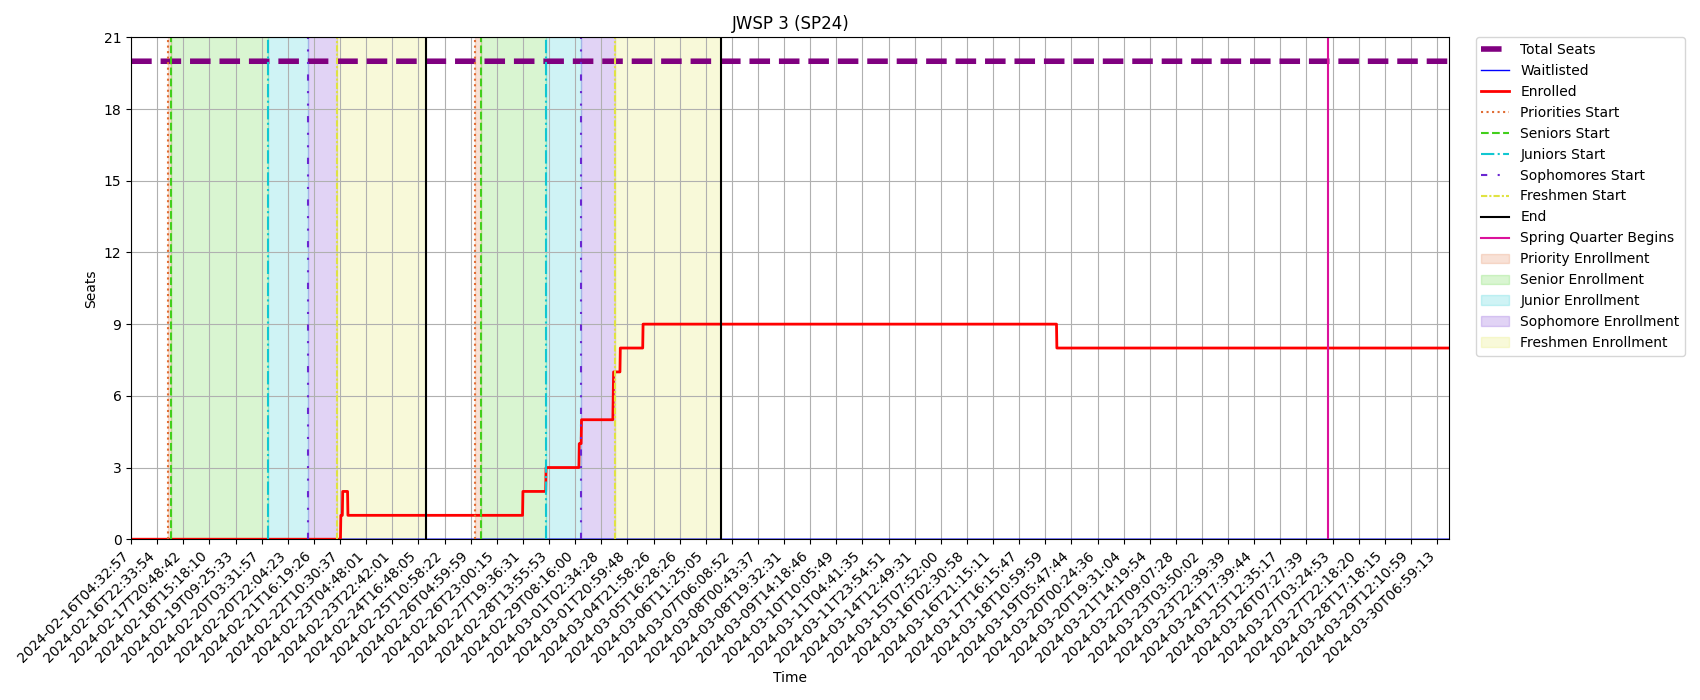 JWSP 3 (SP24)
Seats
21
18
15
12
9
6
3
0
2024-02-16T04:32:57
2024-02-16T22:33:54
2024-02-17T20:48:42
2024-02-18T15:18:10
2024-02-19T09:25:33
2024-02-20T03:31:57
2024-02-20T22:04:23
2024-02-21T16:19:26
2024-02-22T10:30:37
2024-02-23T04:48:01
2024-02-23T22:42:01
2024-02-24T16:48:05
2024-02-25T10:58:22
2024-02-26T04:59:59
2024-02-26T23:00:15
2024-02-27T19:36:31
2024-02-28T13:55:53
2024-02-29T08:16:00
2024-03-01T02:34:28
2024-03-01T20:59:48
2024-03-04T21:58:26
2024-03-05T16:28:26
2024-03-06T11:25:05
2024-03-07T06:08:52
2024-03-08T00:43:37
2024-03-08T19:32:31
2024-03-09T14:18:46
2024-03-10T10:05:49
2024-03-11T04:41:35
2024-03-11T23:54:51
2024-03-14T12:49:31
2024-03-15T07:52:00
2024-03-16T02:30:58
2024-03-16T21:15:11
2024-03-17T16:15:47
2024-03-18T10:59:59
2024-03-19T05:47:44
2024-03-20T00:24:36
2024-03-20T19:31:04
2024-03-21T14:19:54
2024-03-22T09:07:28
2024-03-23T03:50:02
2024-03-23T22:39:39
2024-03-24T17:39:44
2024-03-25T12:35:17
2024-03-26T07:27:39
2024-03-27T03:24:53
2024-03-27T22:18:20
2024-03-28T17:18:15
2024-03-29T12:10:59
2024-03-30T06:59:13
Time
Total Seats
Waitlisted
Enrolled
Priorities Start
Seniors Start
Juniors Start
Sophomores Start
Freshmen Start
End
Spring Quarter Begins
Priority Enrollment
Senior Enrollment
Junior Enrollment
Sophomore Enrollment
Freshmen Enrollment